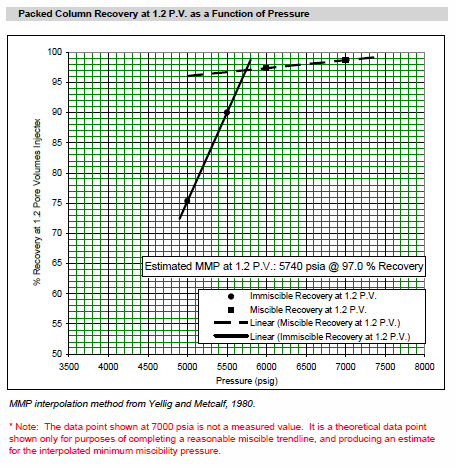 Packed Column Recovery at 1.2 P.V. as a Function of Pressure
100
95
90
85
80
75
70
65
60
55
50
% Recovery at 1.2 Pore Volumes Injected
Estimated MMP at 1.2 P.V.: 5740 psia @ 97.0 % Recovery
Immiscible Recovery at 1.2 P.V.
Miscible Recovery at 1.2 P.V.
Linear (Miscible Recovery at 1.2 P.V.)
Linear (Immiscible Recovery at 1.2 P.V.)
3500 4000 4500 5000 5500 6000 6500 7000 7500 8000
Pressure (psig)
MMP interpolation method from Yellig and Metcalf, 1980.
* Note: The data point shown at 7000 psia is not a measured value. It is a theoretical data point
shown only for purposes of completing a reasonable miscible trendline, and producing an estimate
for the interpolated minimum miscibility pressure.